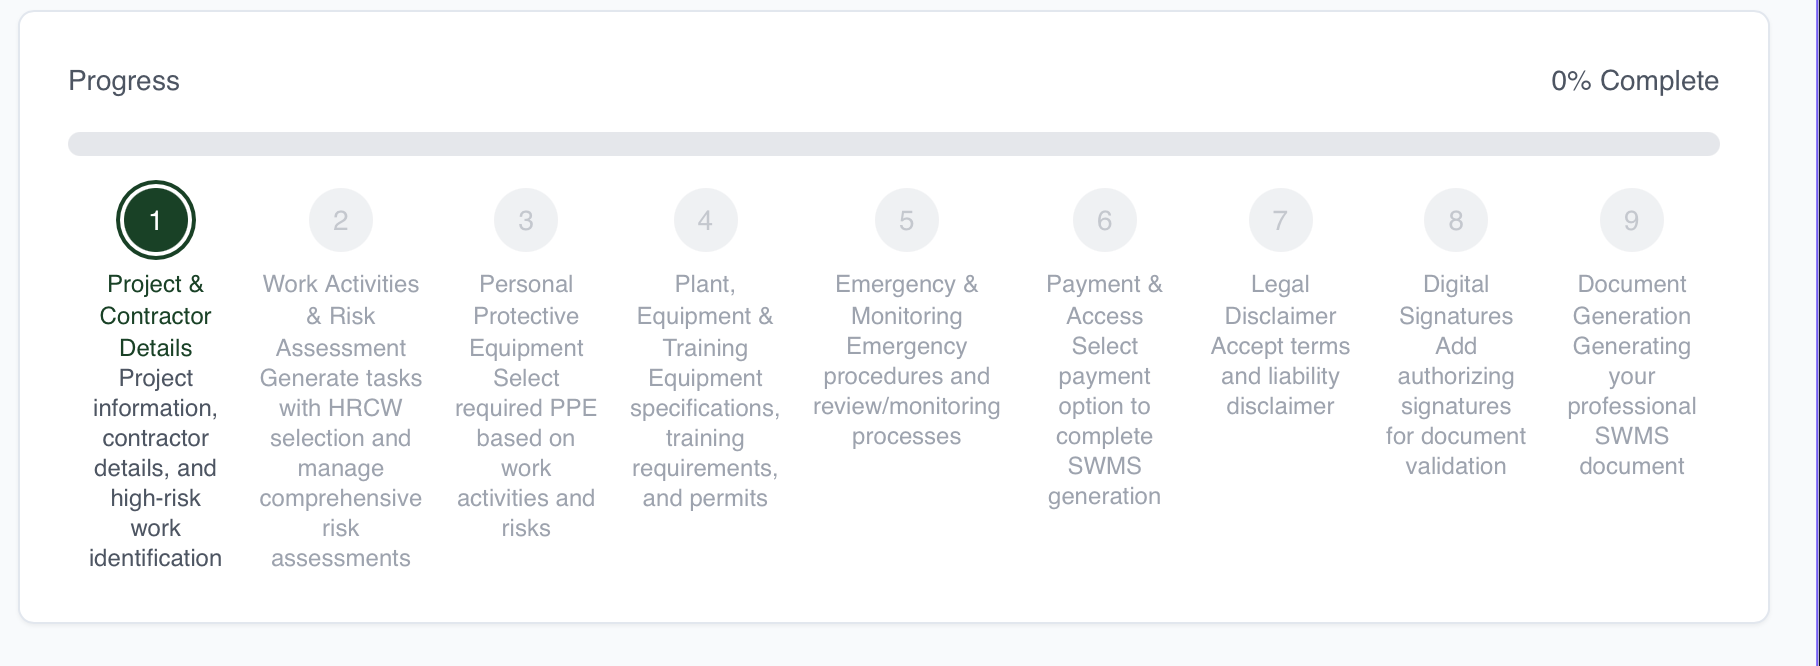 Progress
0% Complete
1
Project &
Contractor
Details
Project
information,
contractor
details, and
high-risk
work
identification
2
Work Activities
& Risk
Assessment
Generate tasks
with HRCW
selection and
manage
comprehensive
risk
assessments
3
Personal
Protective
Equipment
Select
required PPE
based on
work
activities and
risks
4
Plant,
Equipment &
Training
Equipment
specifications,
training
requirements,
and permits
5
Emergency &
Monitoring
Emergency
procedures and
review/monitoring
processes
6
Payment &
Access
Select
payment
option to
complete
SWMS
generation
7
Legal
Disclaimer
Accept terms
and liability
disclaimer
8
Digital
Signatures
Add
authorizing
signatures
for document
validation
9
Document
Generation
Generating
your
professional
SWMS
document